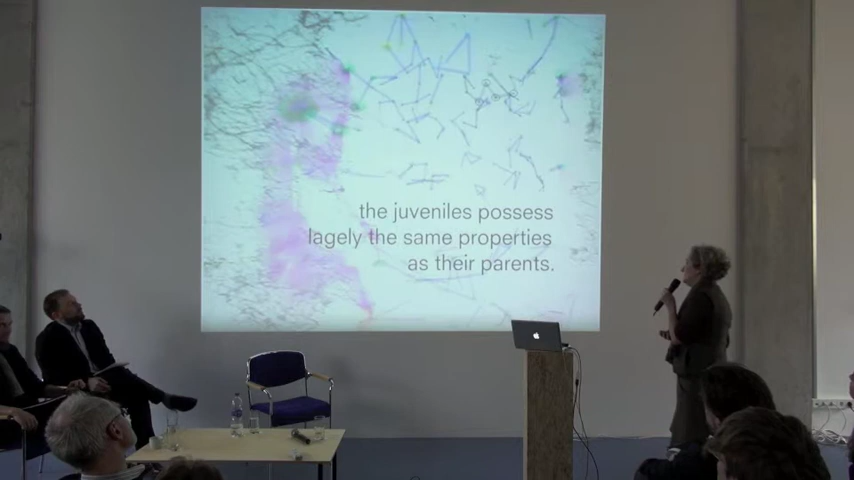 the juveniles possess
lagely the same properties
as their parents.